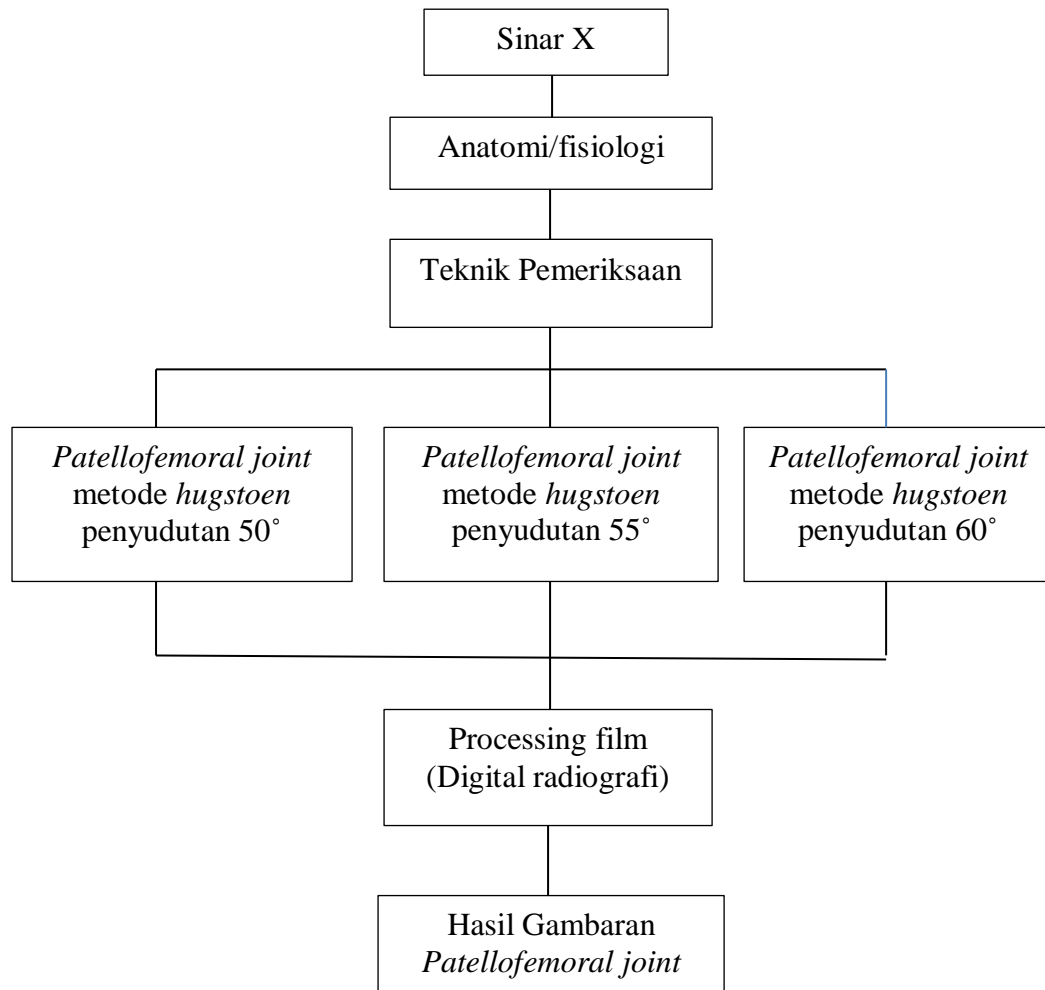 Sinar X
Anatomi/fisiologi
Teknik Pemeriksaan
Patellofemoral joint
metode hugstoen
penyudutan 50˚
Patellofemoral joint
metode hugstoen
penyudutan 55˚
Patellofemoral joint
metode hugstoen
penyudutan 60˚
Processing film
(Digital radiografi)
Hasil Gambaran
Patellofemoral joint